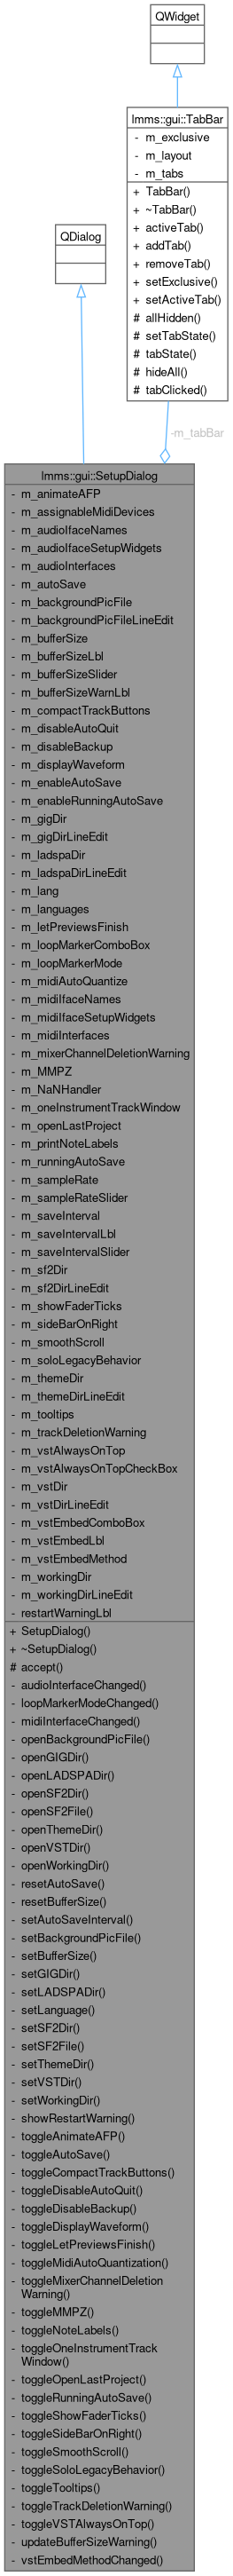 QWidget
lmms::gui::TabBar
- m_exclusive
- m_layout
- m_tabs
+ TabBar()
+ ~TabBar()
+ activeTab()
+ addTab()
+ removeTab()
+ setExclusive()
+ setActiveTab()
# allHidden()
# setTabState()
# tabState()
# hideAll()
# tabClicked()
QDialog
-m_tabBar
lmms::gui::SetupDialog
- m_animateAFP
- m_assignableMidiDevices
- m_audioIfaceNames
- m_audioIfaceSetupWidgets
- m_audioInterfaces
- m_autoSave
- m_backgroundPicFile
- m_backgroundPicFileLineEdit
- m_bufferSize
- m_bufferSizeLbl
- m_bufferSizeSlider
- m_bufferSizeWarnLbl
- m_compactTrackButtons
- m_disableAutoQuit
- m_disableBackup
- m_displayWaveform
- m_enableAutoSave
- m_enableRunningAutoSave
- m_gigDir
- m_gigDirLineEdit
- m_ladspaDir
- m_ladspaDirLineEdit
- m_lang
- m_languages
- m_letPreviewsFinish
- m_loopMarkerComboBox
- m_loopMarkerMode
- m_midiAutoQuantize
- m_midiIfaceNames
- m_midiIfaceSetupWidgets
- m_midiInterfaces
- m_mixerChannelDeletionWarning
- m_MMPZ
- m_NaNHandler
- m_oneInstrumentTrackWindow
- m_openLastProject
- m_printNoteLabels
- m_runningAutoSave
- m_sampleRate
- m_sampleRateSlider
- m_saveInterval
- m_saveIntervalLbl
- m_saveIntervalSlider
- m_sf2Dir
- m_sf2DirLineEdit
- m_showFaderTicks
- m_sideBarOnRight
- m_smoothScroll
- m_soloLegacyBehavior
- m_themeDir
- m_themeDirLineEdit
- m_tooltips
- m_trackDeletionWarning
- m_vstAlwaysOnTop
- m_vstAlwaysOnTopCheckBox
- m_vstDir
- m_vstDirLineEdit
- m_vstEmbedComboBox
- m_vstEmbedLbl
- m_vstEmbedMethod
- m_workingDir
- m_workingDirLineEdit
- restartWarningLbl
+ SetupDialog()
+ ~SetupDialog()
# accept()
- audioInterfaceChanged()
- loopMarkerModeChanged()
- midiInterfaceChanged()
- openBackgroundPicFile()
- openGIGDir()
- openLADSPADir()
- openSF2Dir()
- openSF2File()
- openThemeDir()
- openVSTDir()
- openWorkingDir()
- resetAutoSave()
- resetBufferSize()
- setAutoSaveInterval()
- setBackgroundPicFile()
- setBufferSize()
- setGIGDir()
- setLADSPADir()
- setLanguage()
- setSF2Dir()
- setSF2File()
- setThemeDir()
- setVSTDir()
- setWorkingDir()
- showRestartWarning()
- toggleAnimateAFP()
- toggleAutoSave()
- toggleCompactTrackButtons()
- toggleDisableAutoQuit()
- toggleDisableBackup()
- toggleDisplayWaveform()
- toggleLetPreviewsFinish()
- toggleMidiAutoQuantization()
- toggleMixerChannelDeletion
Warning()
- toggleMMPZ()
- toggleNoteLabels()
- toggleOneInstrumentTrack
Window()
- toggleOpenLastProject()
- toggleRunningAutoSave()
- toggleShowFaderTicks()
- toggleSideBarOnRight()
- toggleSmoothScroll()
- toggleSoloLegacyBehavior()
- toggleTooltips()
- toggleTrackDeletionWarning()
- toggleVSTAlwaysOnTop()
- updateBufferSizeWarning()
- vstEmbedMethodChanged()